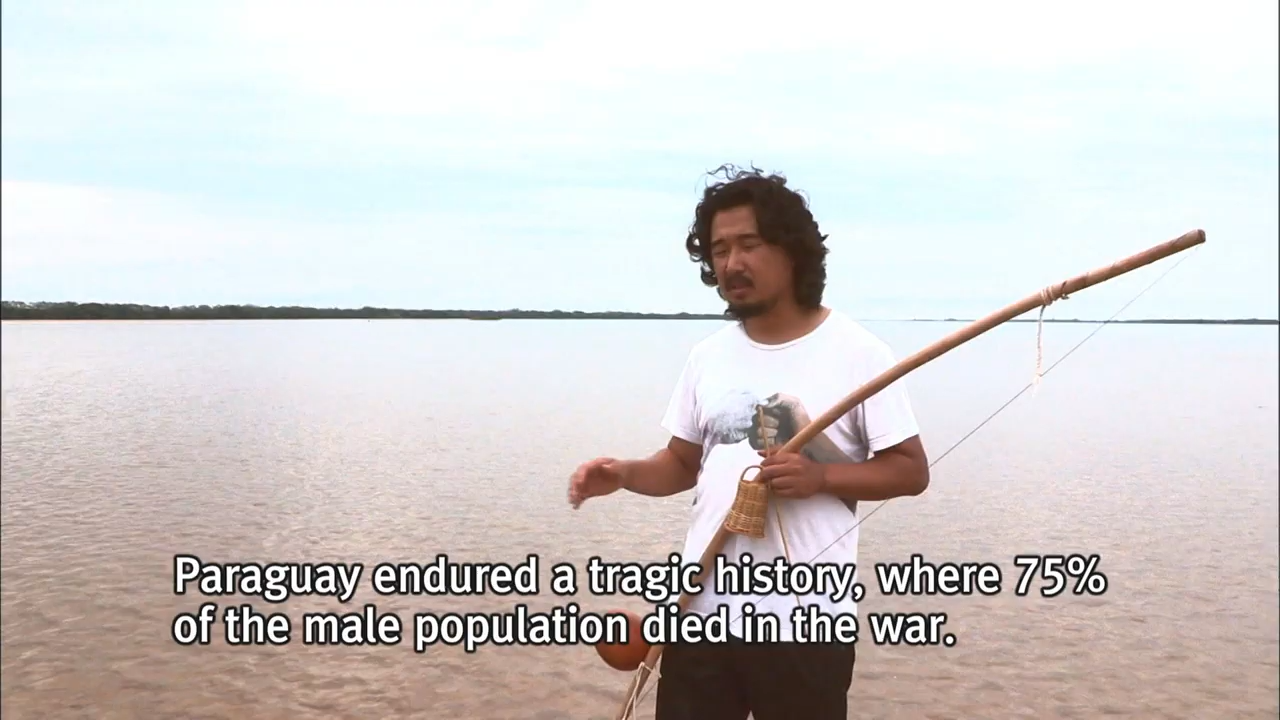 Paraguay endured a tragic history, where 75%
of the male population died in the war.